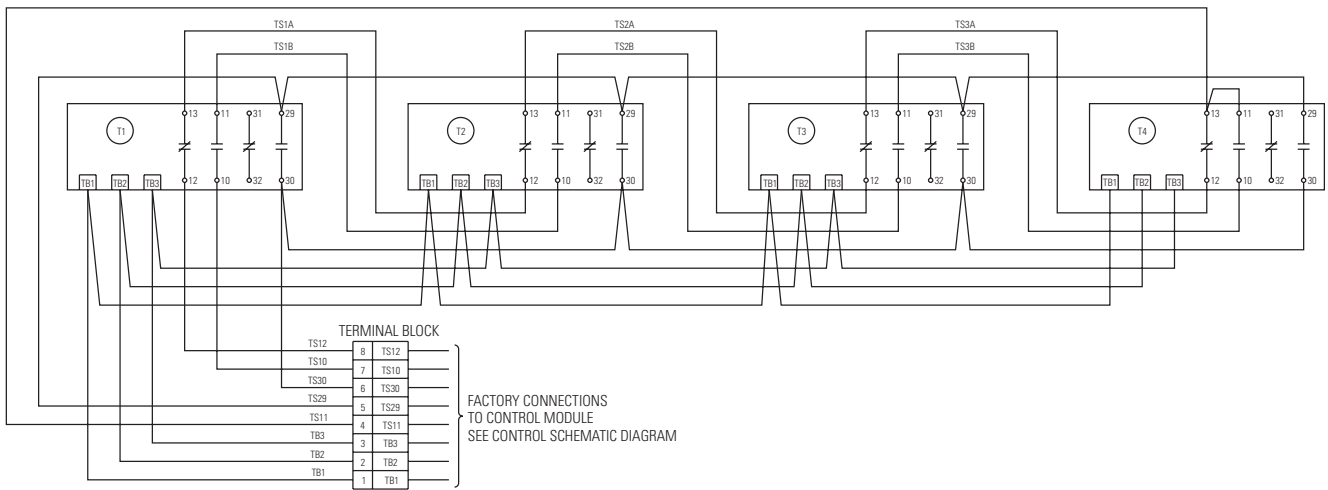 TS1A TS2A TS3A
TS1B TS2B TS3B
13 11 31 29 13 11 31 29 13 11 31 29 13 11 31 29
T1 T2 T3 T4
TB1 TB2 TB3 12 10 32 30 TB1 TB2 TB3 12 10 32 30 TB1 TB2 TB3 12 10 32 30 TB1 TB2 TB3 12 10 32 30
TERMINAL BLOCK
TS12 8 TS12
TS10 7 TS10
TS30 6 TS30
TS29 5 TS29
TS11 4 TS11
TB3 3 TB3
TB2 2 TB2
TB1 1 TB1
FACTORY CONNECTIONS
TO CONTROL MODULE
SEE CONTROL SCHEMATIC DIAGRAM